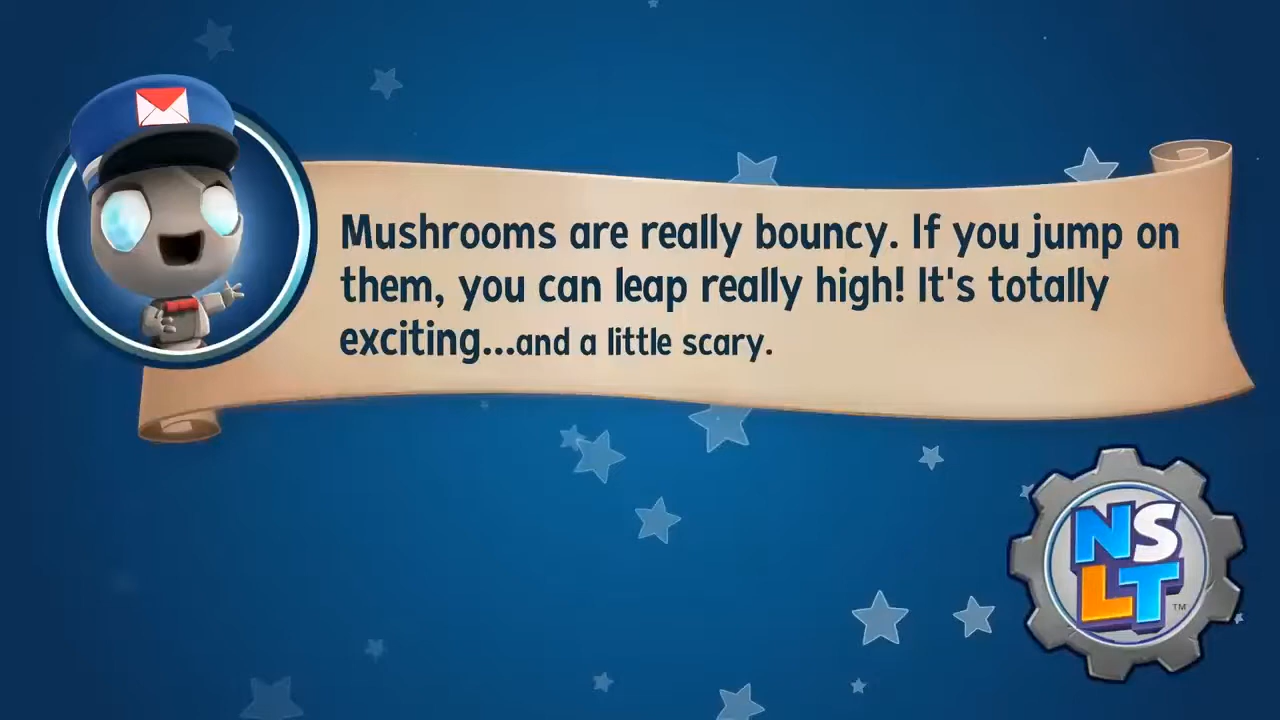 Mushrooms are really bouncy. If you jump on
them, you can leap really high! It's totally
exciting...and a little scary.
NS
LT
TM